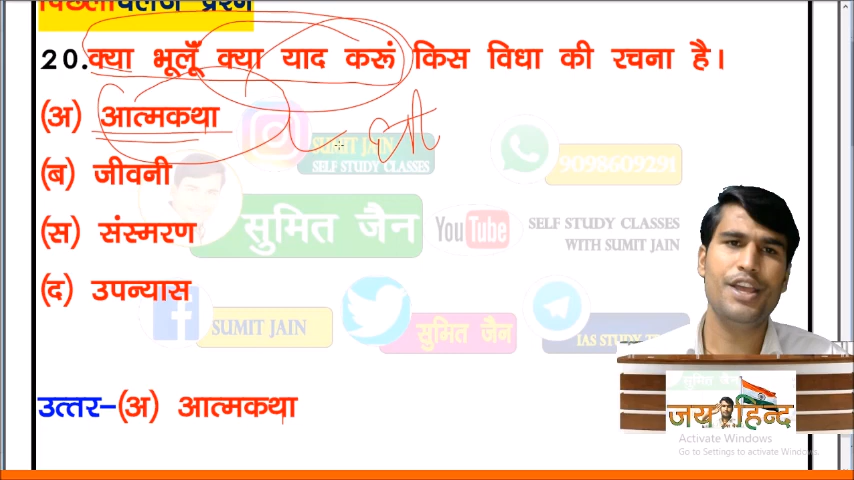 पिछला चैलेंज प्रश्न
20.क्या भूलूँ क्या याद करूं किस विधा की रचना है।
(अ) आत्मकथा
(ब) जीवनी
(स) संस्मरण
(द) उपन्यास
उत्तर–(अ) आत्मकथा
SUMIT JAIN
SELF STUDY CLASSES
9098609291
सुमित जैन
YouTube
SELF STUDY CLASSES
WITH SUMIT JAIN
SUMIT JAIN
सुमित जैन
IAS STUDY
जय हिन्द
Activate Windows
Go to Settings to activate Windows.